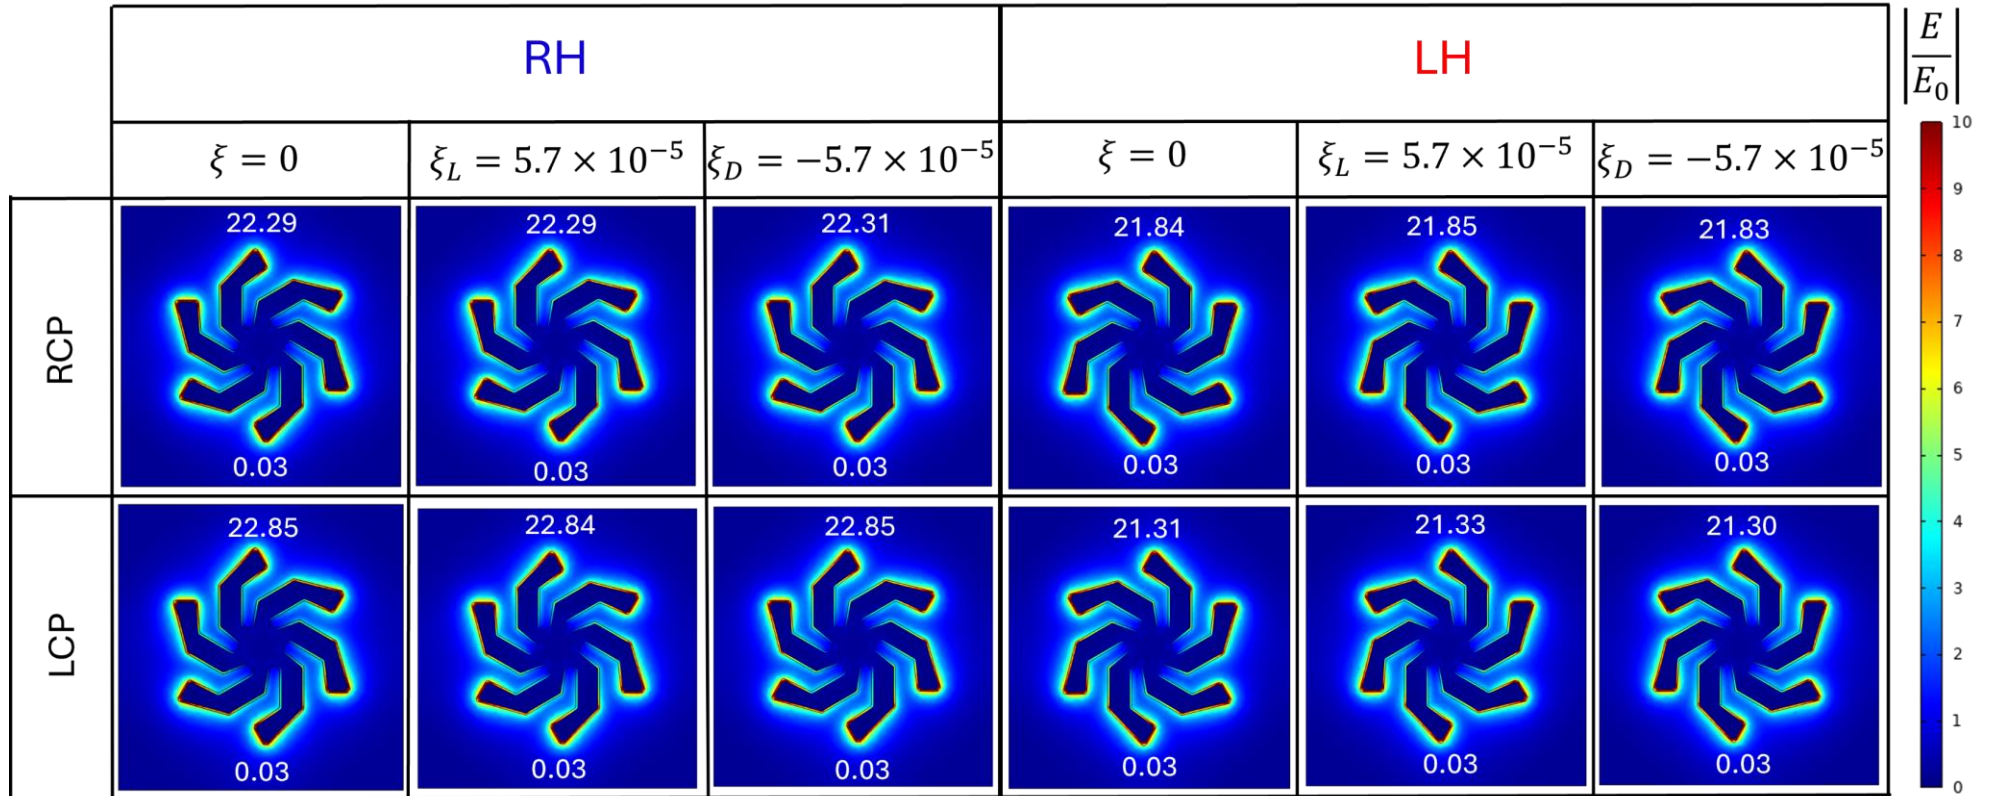 RH LH
|E/E₀|
ξ = 0 ξ_L = 5.7 × 10⁻⁵ ξ_D = −5.7 × 10⁻⁵ ξ = 0 ξ_L = 5.7 × 10⁻⁵ ξ_D = −5.7 × 10⁻⁵
RCP
22.29 22.29 22.31 21.84 21.85 21.83
0.03 0.03 0.03 0.03 0.03 0.03
LCP
22.85 22.84 22.85 21.31 21.33 21.30
0.03 0.03 0.03 0.03 0.03 0.03
10
9
8
7
6
5
4
3
2
1
0